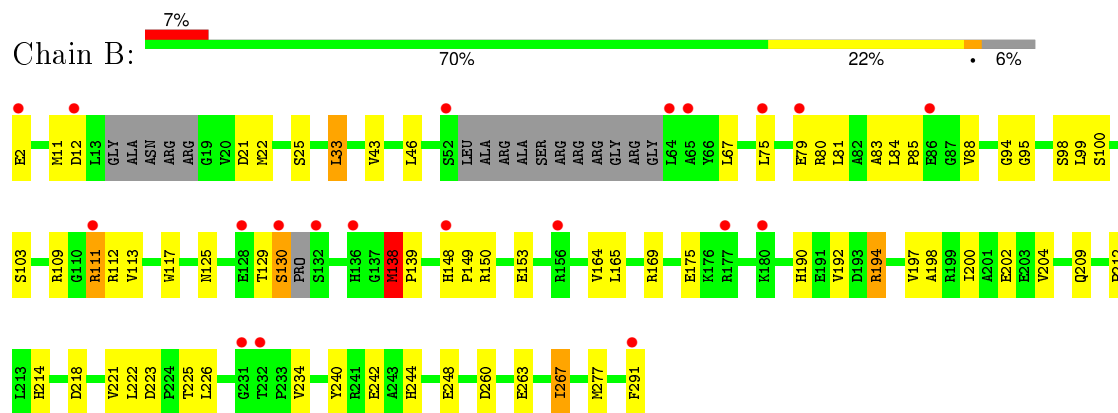 7%
Chain B:
70% 22% • 6%
E2 M11 D12 L13 GLY ALA ASN ARG ARG G19 V20 D21 M22 S25 L33 V43 L46 S52 LEU ALA ARG ALA SER ARG ARG ARG GLY ARG GLY L64 A65 Y66 L67 L75 E79 R80 L81 A82 A83 L84 P85 E86 G87 V88 G94 G95 S98 L99 S100
S103 R109 G110 R111 R112 V113 W117 N125 E128 T129 S130 PRO S132 H136 G137 M138 P139 H148 P149 R150 E153 R156 V164 L165 R169 E175 K176 R177 K180 H190 E191 V192 D193 R194 V197 A198 R199 I200 A201 E202 E203 V204 Q209
L213 H214 D218 V221 L222 D223 P224 T225 L226 G231 T232 P233 V234 Y240 R241 E242 A243 H244 E248 D260 E263 I267 M277 F291